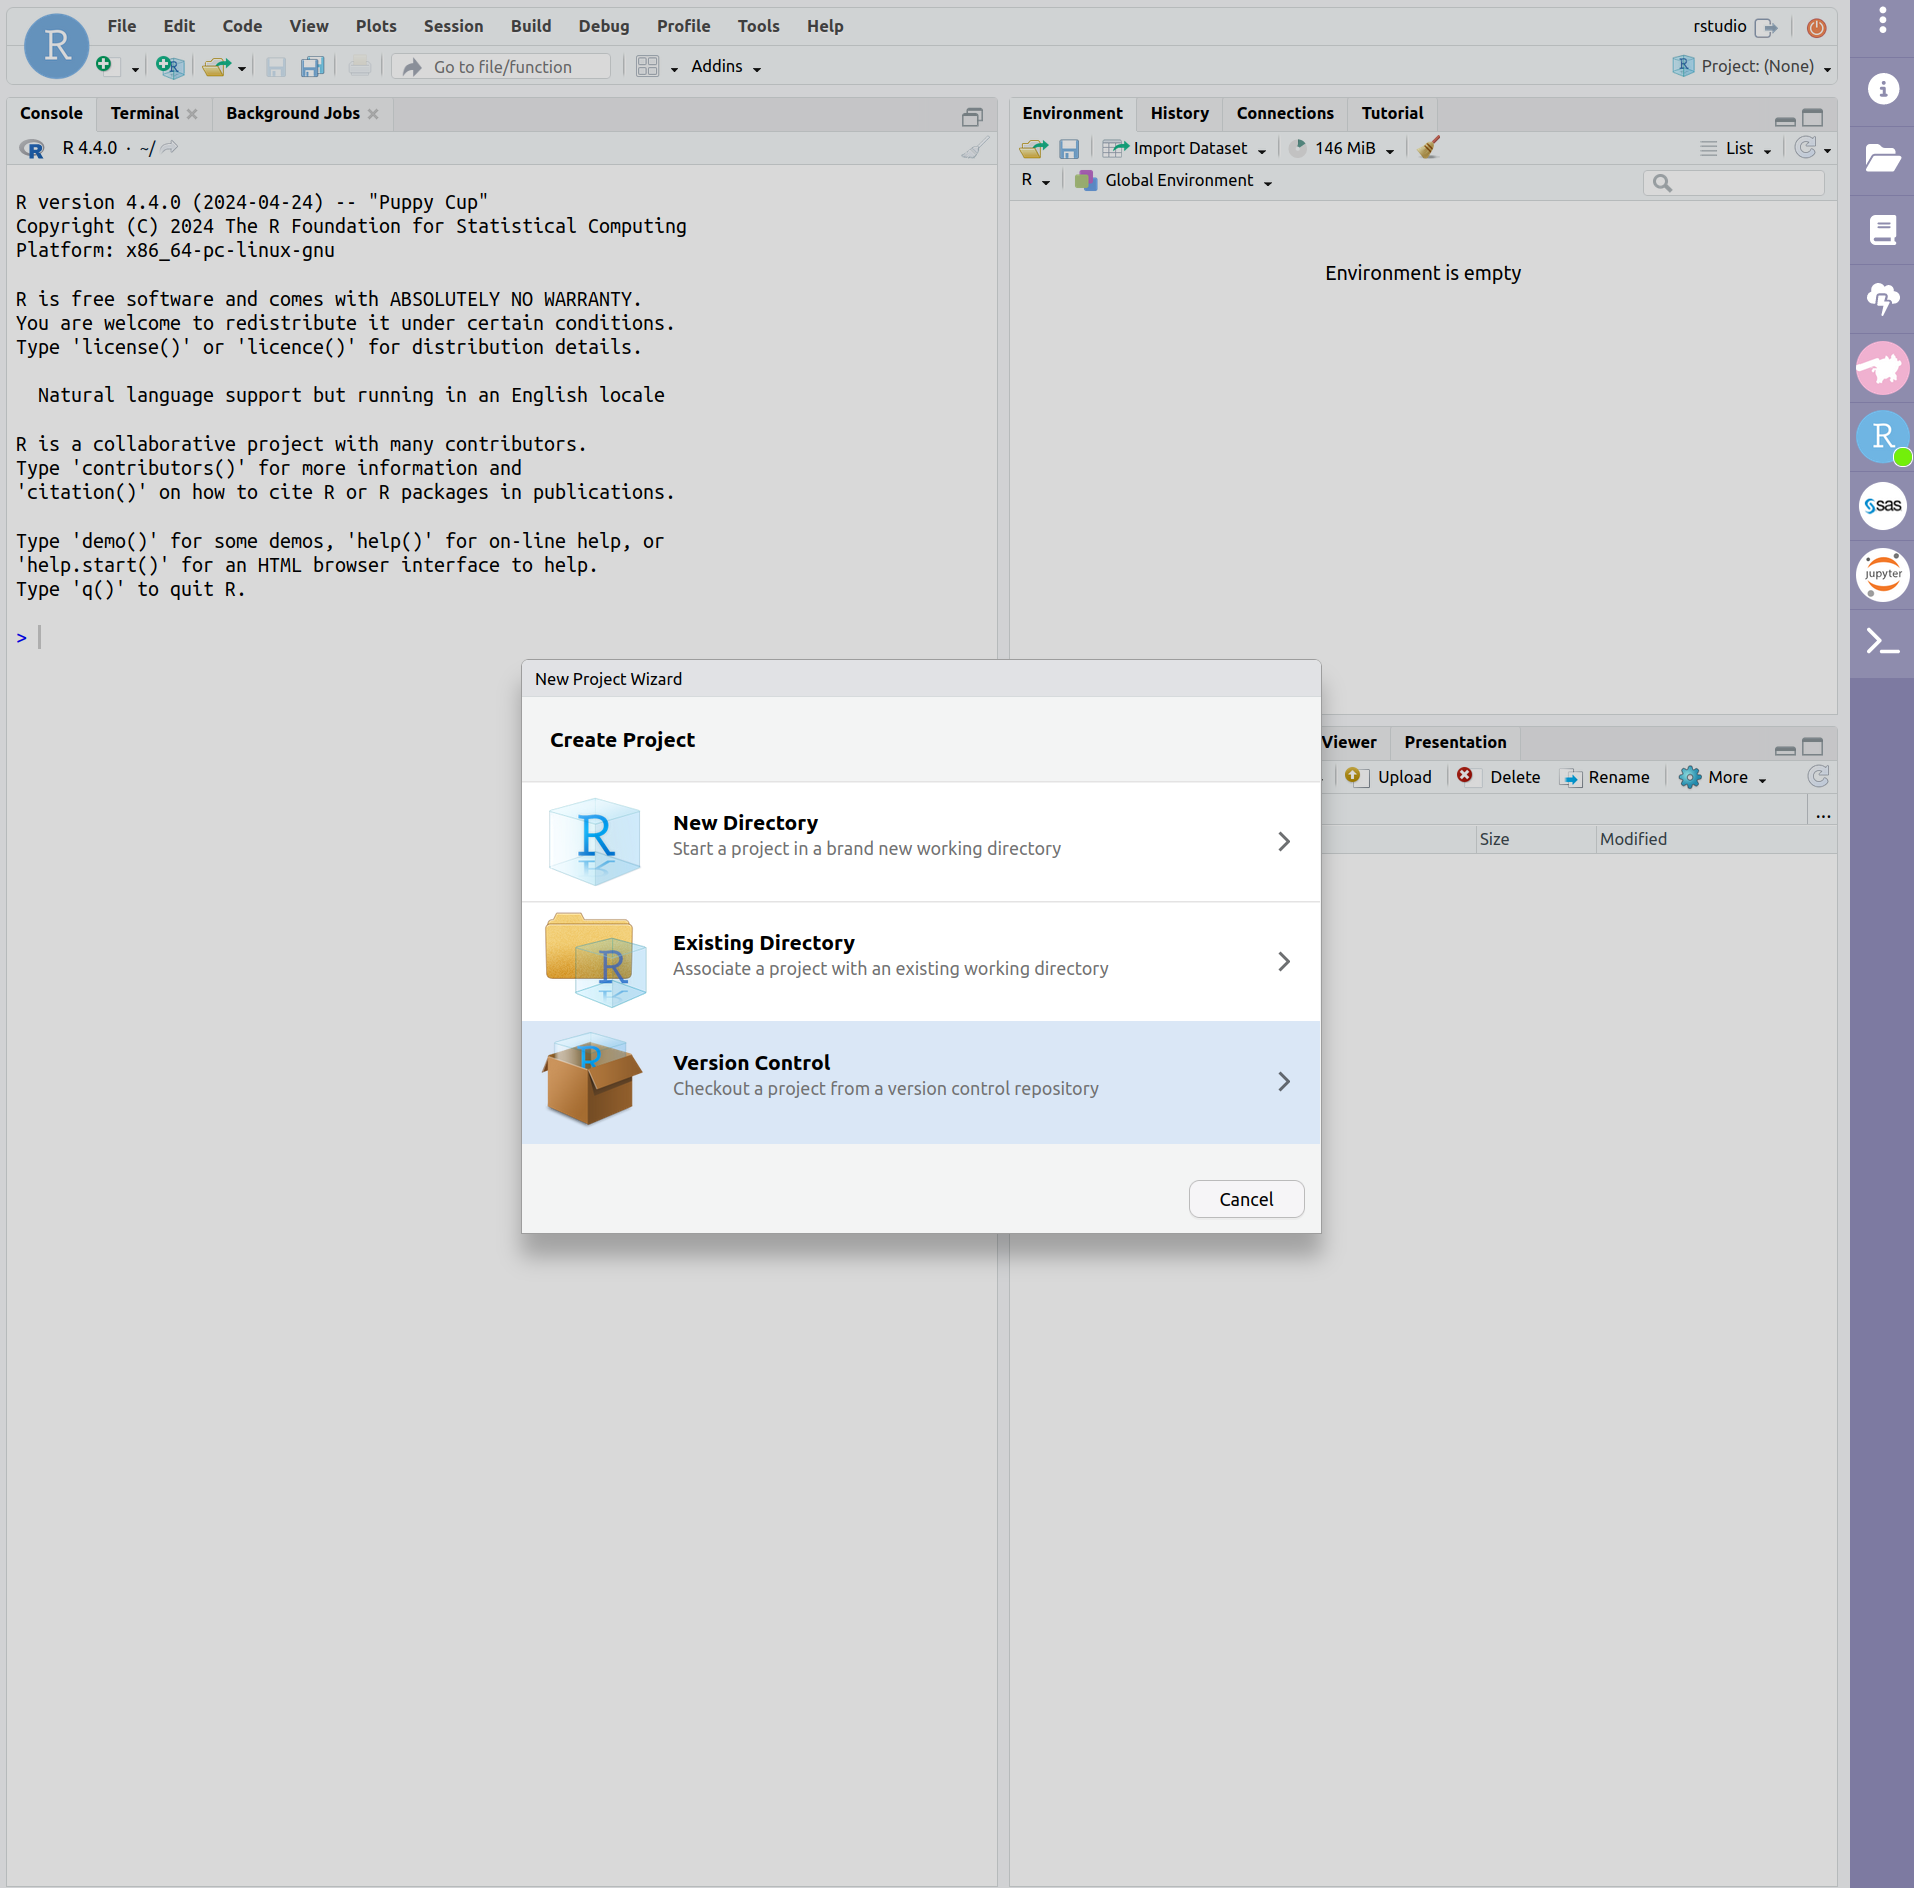 File Edit Code View Plots Session Build Debug Profile Tools Help
rstudio
R
Go to file/function
Addins
Project: (None)
Console Terminal Background Jobs
R 4.4.0 · ~/
R version 4.4.0 (2024-04-24) -- "Puppy Cup"
Copyright (C) 2024 The R Foundation for Statistical Computing
Platform: x86_64-pc-linux-gnu
R is free software and comes with ABSOLUTELY NO WARRANTY.
You are welcome to redistribute it under certain conditions.
Type 'license()' or 'licence()' for distribution details.
Natural language support but running in an English locale
R is a collaborative project with many contributors.
Type 'contributors()' for more information and
'citation()' on how to cite R or R packages in publications.
Type 'demo()' for some demos, 'help()' for on-line help, or
'help.start()' for an HTML browser interface to help.
Type 'q()' to quit R.
>
Environment History Connections Tutorial
Import Dataset 146 MiB List
R Global Environment
Environment is empty
New Project Wizard
Create Project
New Directory
Start a project in a brand new working directory
Existing Directory
Associate a project with an existing working directory
Version Control
Checkout a project from a version control repository
Cancel
Viewer Presentation
Upload Delete Rename More
...
Size Modified
R
sas
jupyter